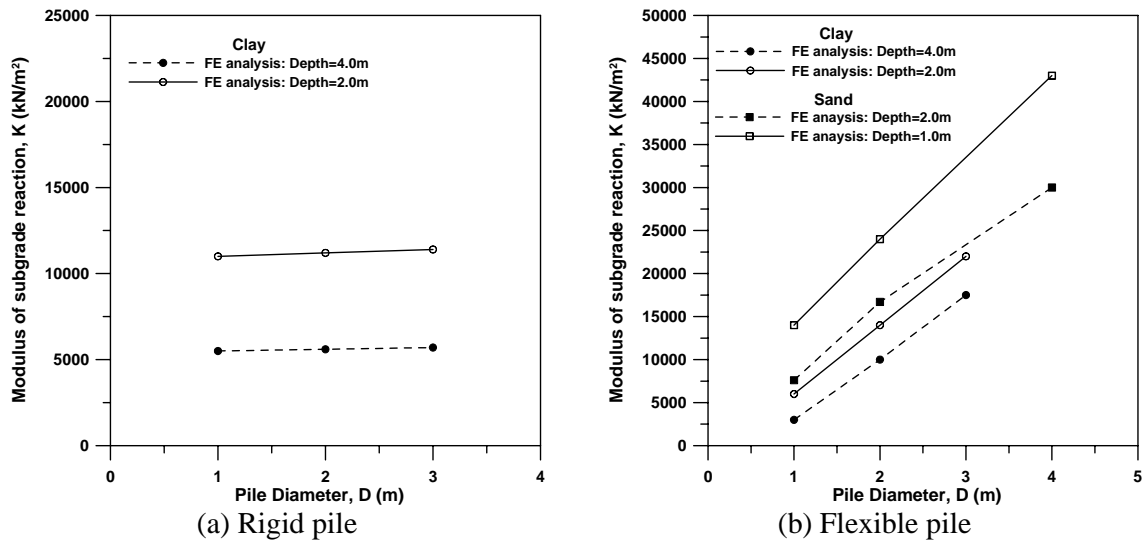 25000
20000
15000
10000
5000
0
Modulus of subgrade reaction, K (kN/m²)
Clay
FE analysis: Depth=4.0m
FE analysis: Depth=2.0m
0 1 2 3 4
Pile Diameter, D (m)
(a) Rigid pile
50000
45000
40000
35000
30000
25000
20000
15000
10000
5000
0
Modulus of subgrade reaction, K (kN/m²)
Clay
FE analysis: Depth=4.0m
FE analysis: Depth=2.0m
Sand
FE anaysis: Depth=2.0m
FE anaysis: Depth=1.0m
0 1 2 3 4 5
Pile Diameter, D (m)
(b) Flexible pile